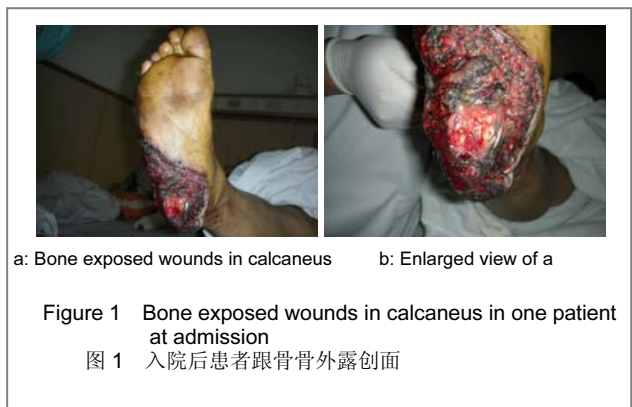 a: Bone exposed wounds in calcaneus b: Enlarged view of a
Figure 1 Bone exposed wounds in calcaneus in one patient
at admission
图 1 入院后患者跟骨骨外露创面